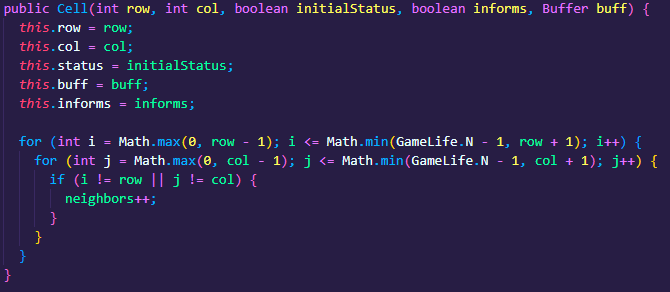 public Cell(int row, int col, boolean initialStatus, boolean informs, Buffer buff) {
this.row = row;
this.col = col;
this.status = initialStatus;
this.buff = buff;
this.informs = informs;
for (int i = Math.max(0, row - 1); i <= Math.min(GameLife.N - 1, row + 1); i++) {
for (int j = Math.max(0, col - 1); j <= Math.min(GameLife.N - 1, col + 1); j++) {
if (i != row || j != col) {
neighbors++;
}
}
}
}